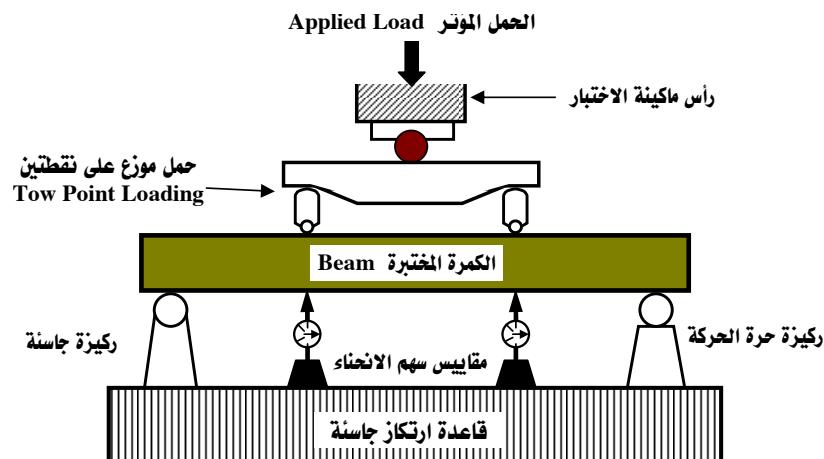 الحمل المؤثر Applied Load
رأس ماكينة الاختبار
حمل موزع على نقطتين
Tow Point Loading
الكمرة المختبرة Beam
ركيزة جاسئة
مقاييس سهم الانحناء
ركيزة حرة الحركة
قاعدة ارتكاز جاسئة